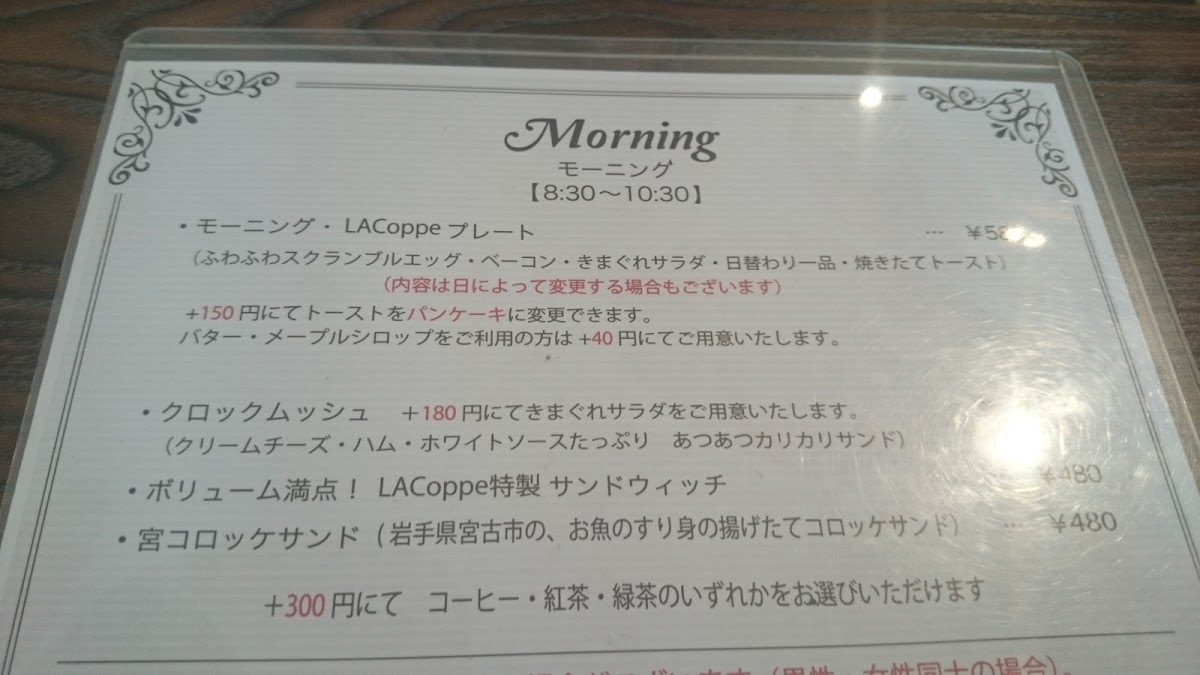 Morning
モーニング
【8:30～10:30】
・モーニング・LACoppe プレート … ¥58
（ふわふわスクランブルエッグ・ベーコン・きまぐれサラダ・日替わり一品・焼きたてトースト）
（内容は日によって変更する場合もございます）
+150 円にてトーストをパンケーキに変更できます。
バター・メープルシロップをご利用の方は +40 円にてご用意いたします。
・クロックムッシュ　＋180 円にてきまぐれサラダをご用意いたします。
（クリームチーズ・ハム・ホワイトソースたっぷり　あつあつカリカリサンド）
・ボリューム満点！ LACoppe特製 サンドウィッチ … ¥480
・宮コロッケサンド（岩手県宮古市の、お魚のすり身の揚げたてコロッケサンド） … ¥480
＋300 円にて　コーヒー・紅茶・緑茶のいずれかをお選びいただけます
（男性・女性同士の場合）。